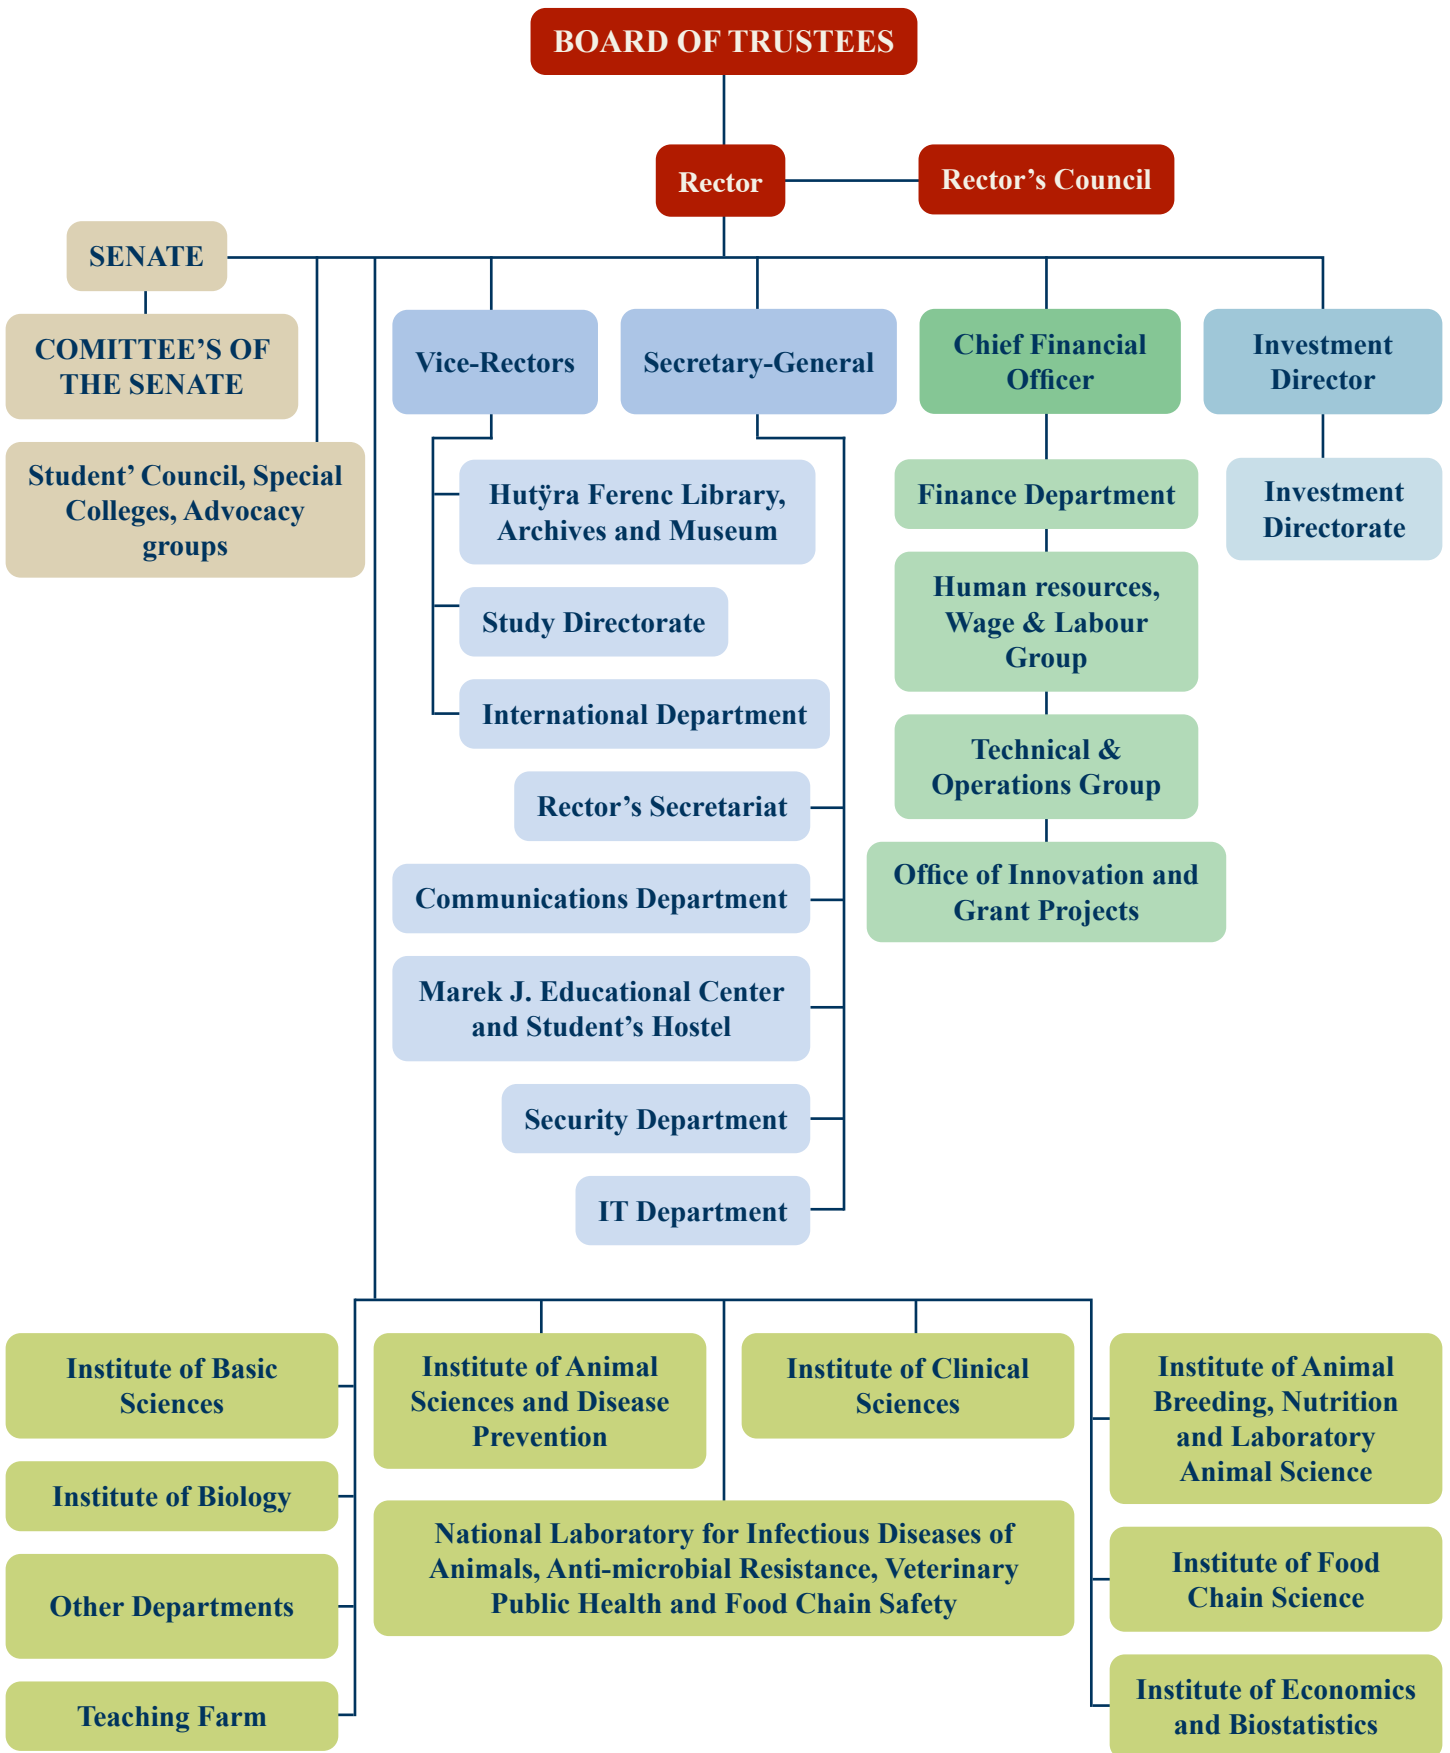 BOARD OF TRUSTEES
Rector
Rector’s Council
SENATE
COMITTEE’S OF
THE SENATE
Student’ Council, Special
Colleges, Advocacy
groups
Vice-Rectors
Secretary-General
Chief Financial
Officer
Investment
Director
Hutÿra Ferenc Library,
Archives and Museum
Study Directorate
International Department
Rector’s Secretariat
Communications Department
Marek J. Educational Center
and Student’s Hostel
Security Department
IT Department
Finance Department
Human resources,
Wage & Labour
Group
Technical &
Operations Group
Office of Innovation and
Grant Projects
Investment
Directorate
Institute of Basic
Sciences
Institute of Biology
Other Departments
Teaching Farm
Institute of Animal
Sciences and Disease
Prevention
Institute of Clinical
Sciences
National Laboratory for Infectious Diseases of
Animals, Anti-microbial Resistance, Veterinary
Public Health and Food Chain Safety
Institute of Animal
Breeding, Nutrition
and Laboratory
Animal Science
Institute of Food
Chain Science
Institute of Economics
and Biostatistics